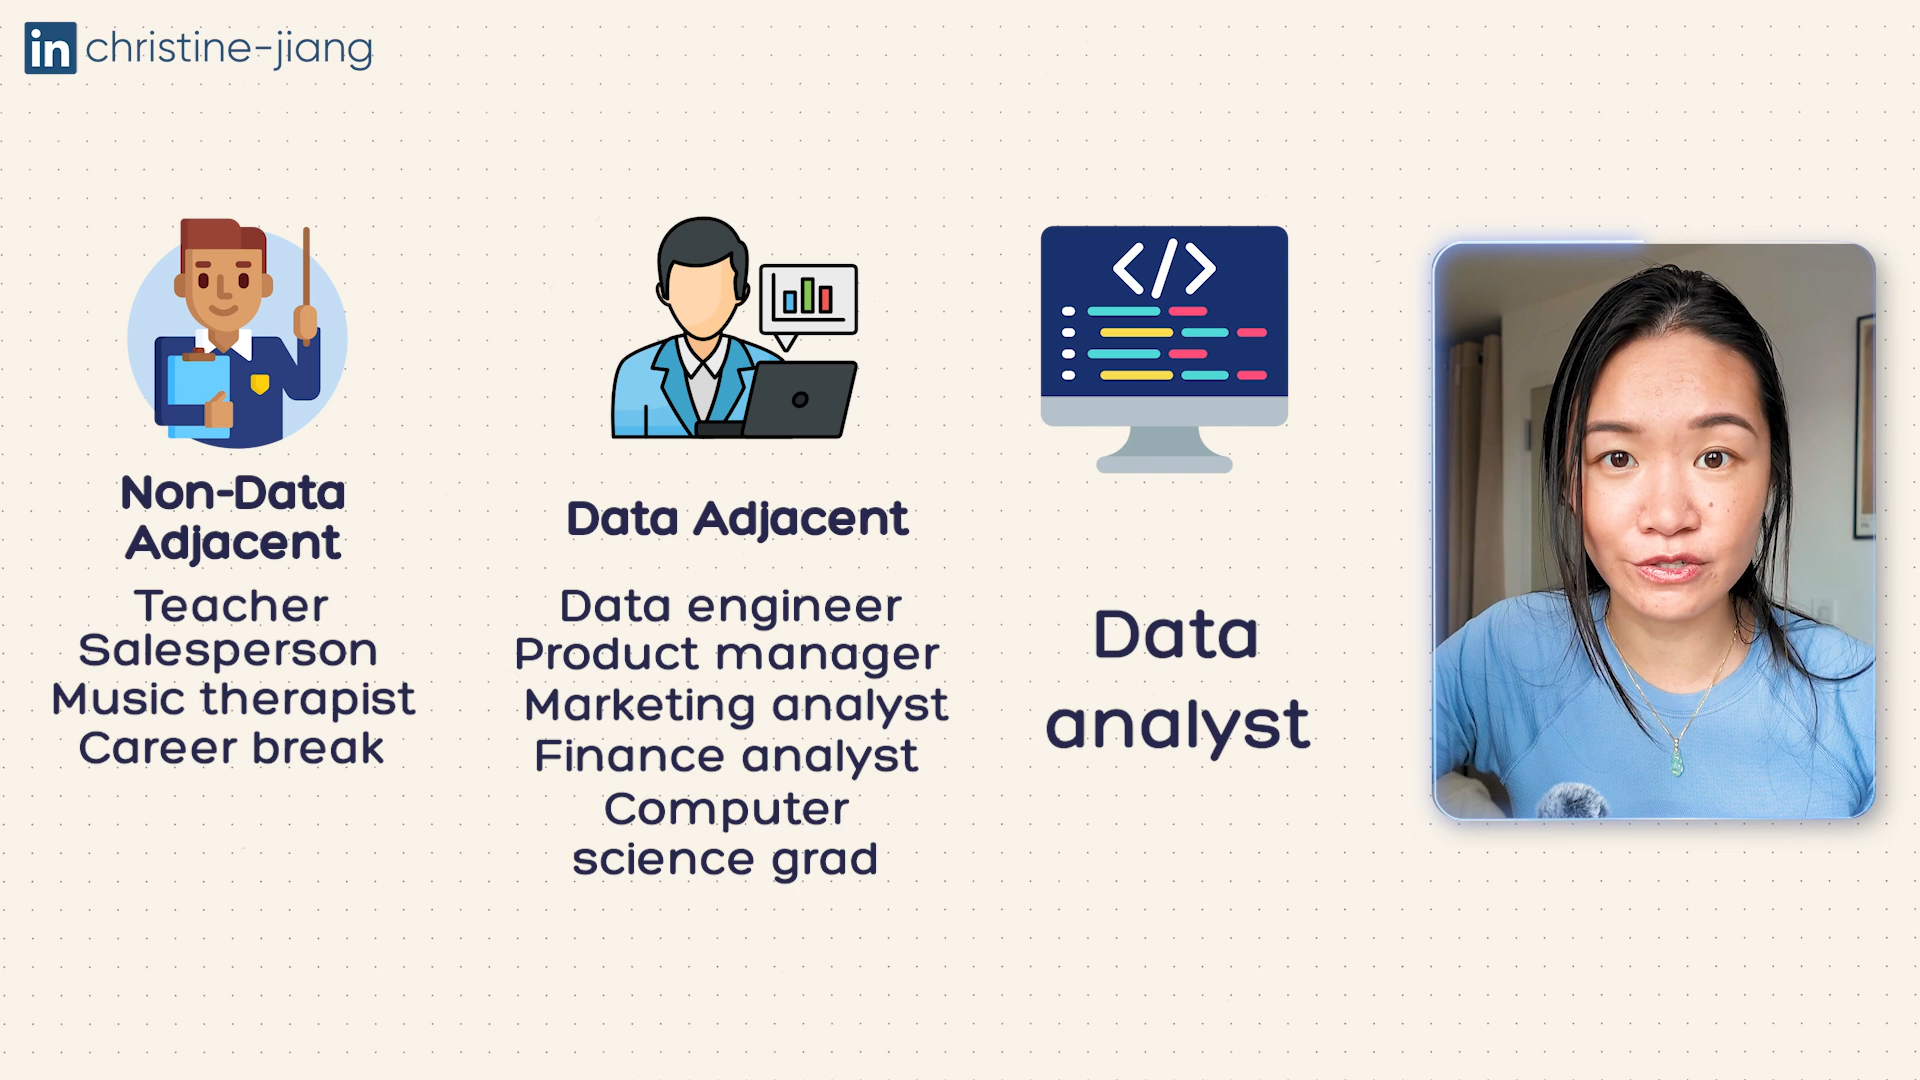 in christine-jiang
Non-Data
Adjacent
Teacher
Salesperson
Music therapist
Career break
Data Adjacent
Data engineer
Product manager
Marketing analyst
Finance analyst
Computer
science grad
</>
Data
analyst